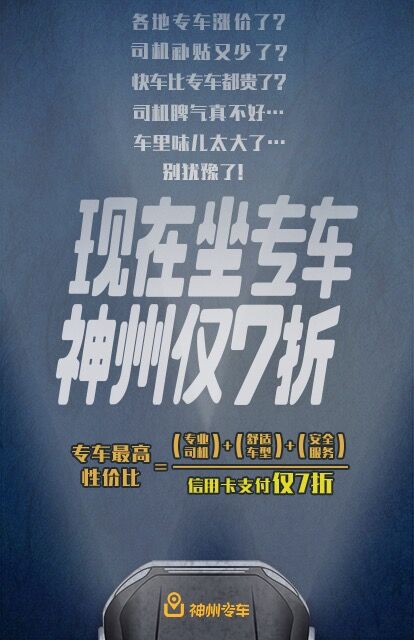 各地专车涨价了?
司机补贴又少了?
快车比专车都贵了?
司机脾气真不好…
车里味儿太大了…
别犹豫了!
现在坐专车
神州仅7折
专车最高性价比=(专业司机)+(舒适车型)+(安全服务)
信用卡支付仅7折
神州专车